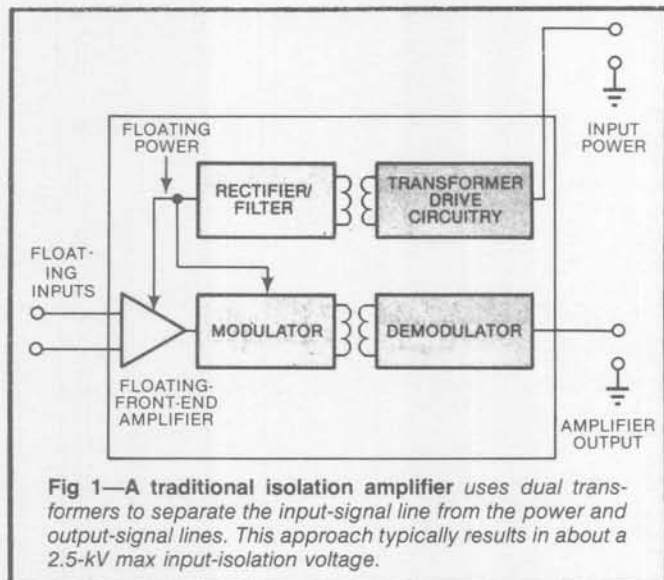 FLOATING
POWER
RECTIFIER/
FILTER
TRANSFORMER
DRIVE
CIRCUITRY
INPUT
POWER
FLOAT-
ING
INPUTS
MODULATOR
DEMODULATOR
FLOATING-
FRONT-END
AMPLIFIER
AMPLIFIER
OUTPUT
Fig 1—A traditional isolation amplifier uses dual trans-
formers to separate the input-signal line from the power and
output-signal lines. This approach typically results in about a
2.5-kV max input-isolation voltage.